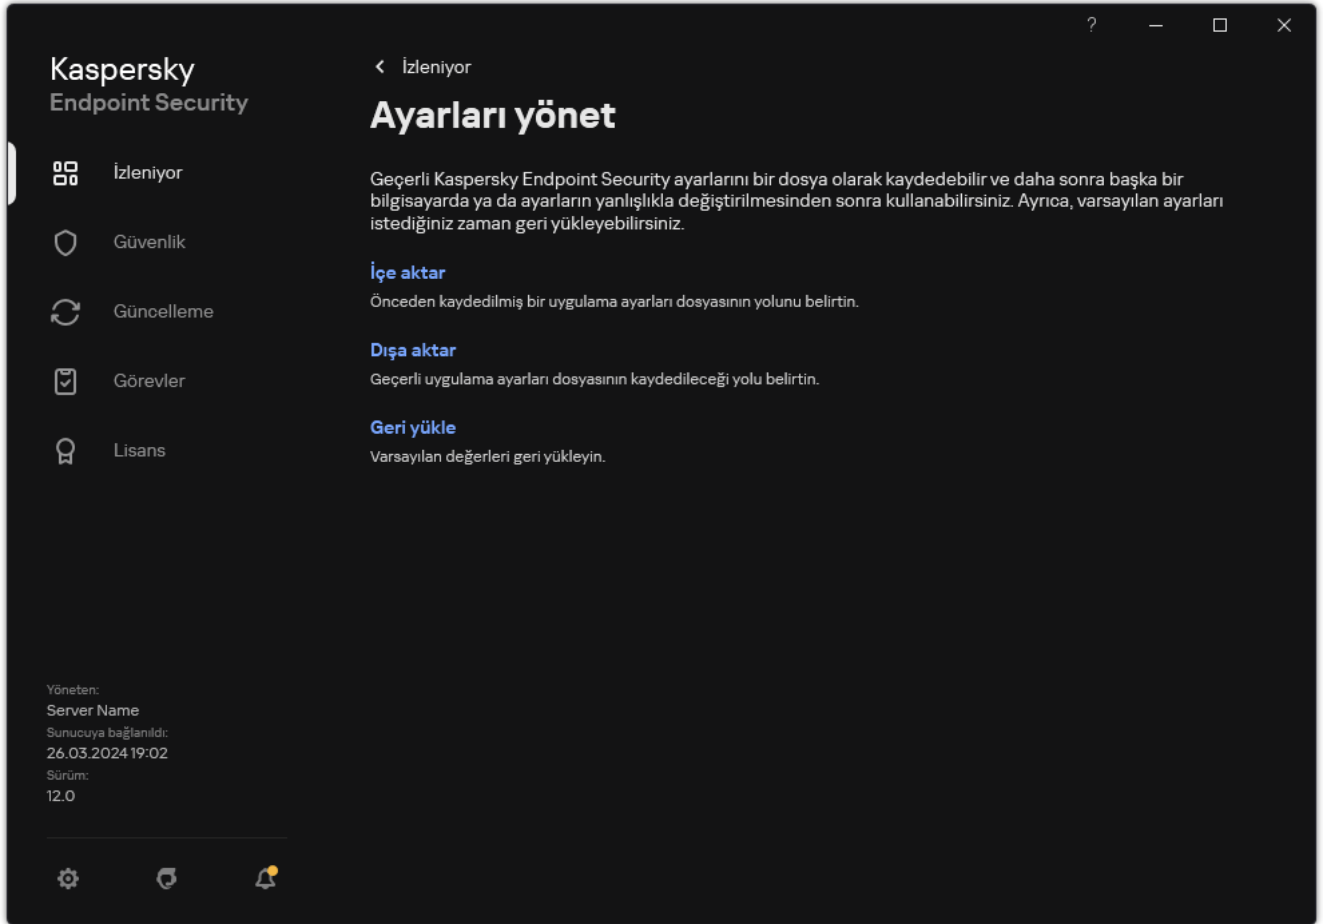 ?
Kaspersky
Endpoint Security
İzleniyor
Güvenlik
Güncelleme
Görevler
Lisans
Yöneten:
Server Name
Sunucuya bağlanıldı:
26.03.2024 19:02
Sürüm:
12.0
İzleniyor
Ayarları yönet
Geçerli Kaspersky Endpoint Security ayarlarını bir dosya olarak kaydedebilir ve daha sonra başka bir
bilgisayarda ya da ayarların yanlışlıkla değiştirilmesinden sonra kullanabilirsiniz. Ayrıca, varsayılan ayarları
istediğiniz zaman geri yükleyebilirsiniz.
İçe aktar
Önceden kaydedilmiş bir uygulama ayarları dosyasının yolunu belirtin.
Dışa aktar
Geçerli uygulama ayarları dosyasının kaydedileceği yolu belirtin.
Geri yükle
Varsayılan değerleri geri yükleyin.